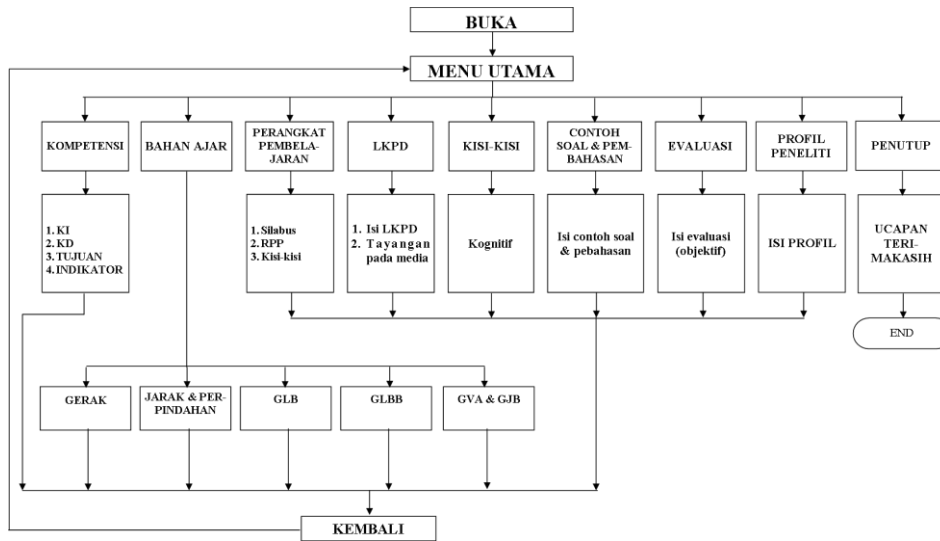 BUKA
MENU UTAMA
KOMPETENSI
BAHAN AJAR
PERANGKAT
PEMBELA-
JARAN
LKPD
KISI-KISI
CONTOH
SOAL & PEM-
BAHASAN
EVALUASI
PROFIL
PENELITI
PENUTUP
1. KI
2. KD
3. TUJUAN
4. INDIKATOR
1. Silabus
2. RPP
3. Kisi-kisi
1. Isi LKPD
2. Tayangan
pada media
Kognitif
Isi contoh soal
& pebahasan
Isi evaluasi
(objektif)
ISI PROFIL
UCAPAN
TERI-
MAKASIH
END
GERAK
JARAK & PER-
PINDAHAN
GLB
GLBB
GVA & GJB
KEMBALI